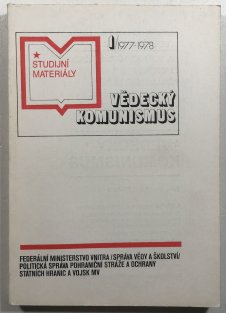 1 1977-1978
★ STUDIJNÍ
MATERIÁLY
VĚDECKÝ
KOMUNISMUS
FEDERÁLNÍ MINISTERSTVO VNITRA /SPRÁVA VĚDY A ŠKOLSTVÍ/
POLITICKÁ SPRÁVA POHRANIČNÍ STRÁŽE A OCHRANY
STÁTNÍCH HRANIC A VOJSK MV